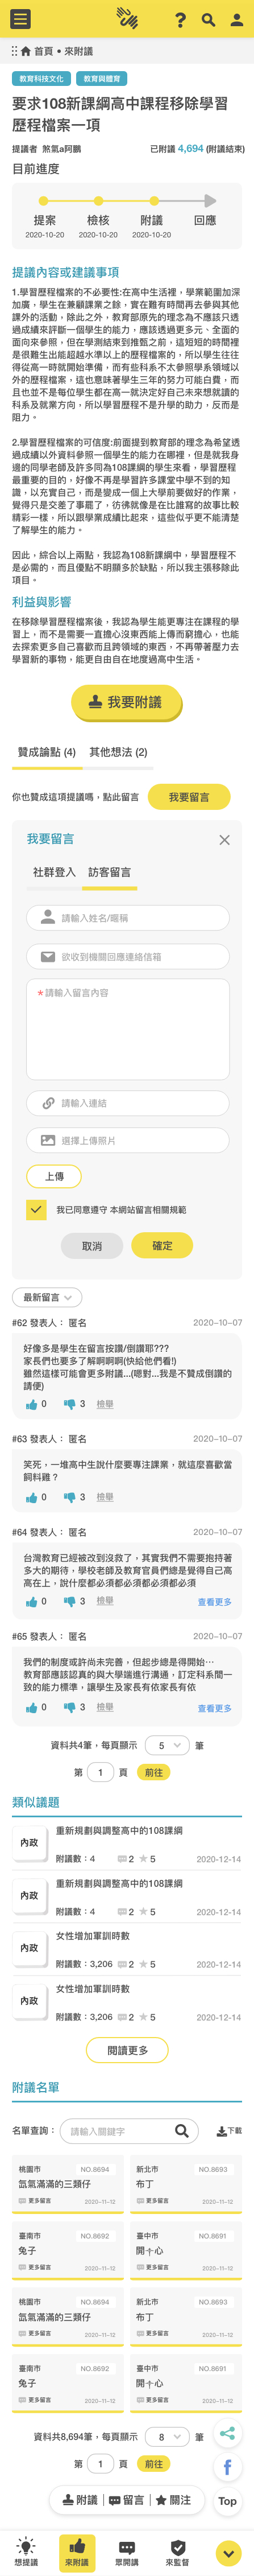 首頁 • 來附議
教育科技文化 教育與體育
要求108新課綱高中課程移除學習
歷程檔案一項
提議者 無氣a阿鵬 已附議 4,694 (附議結束)
目前進度
提案 檢核 附議 回應
2020-10-20 2020-10-20 2020-10-20
提議內容或建議事項
1.學習歷程檔案的不必要性:在高中生活裡，學業範圍加深
加廣，學生在兼顧課業之餘，實在難有時間再去參與其他
課外的活動，除此之外，教育部原先的理念為不應該只透
過成績來評斷一個學生的能力，應該透過更多元、全面的
面向來參照，但在學測結束到推甄之前，這短短的時間裡
是很難生出能超越水準以上的歷程檔案的，所以學生往往
得從高一時就開始準備，而有些科系不太參照學系領域以
外的歷程檔案，這也意味著學生三年的努力可能白費，而
且也並不是每位學生都在高一就決定好自己未來想就讀的
科系及就業方向，所以學習歷程不是升學的助力，反而是
阻力。
2.學習歷程檔案的可信度:前面提到教育部的理念為希望透
過成績以外資料參照一個學生的能力在哪裡，但是就我身
邊的同學老師及許多同為108課綱的學生來看，學習歷程
最重要的目的，好像不再是學習許多課堂中學不到的知
識，以充實自己，而是變成一個上大學前要做好的作業，
覺得只是交差了事罷了，彷彿就像是在比誰寫的故事比較
精彩一樣，所以跟學業成績比起來，這些似乎更不能清楚
了解學生的能力。
因此，綜合以上兩點，我認為108新課綱中，學習歷程不
是必需的，而且優點不明顯多於缺點，所以我主張移除此
項目。
利益與影響
在移除學習歷程檔案後，我認為學生能更專注在課程的學
習上，而不是需要一直擔心沒東西能上傳而窮擔心，也能
去探索更多自己喜歡而且跨領域的東西，不再帶著壓力去
學習新的事物，能更自由自在地度過高中生活。
我要附議
贊成論點 (4) 其他想法 (2)
你也贊成這項提議嗎，點此留言 我要留言
我要留言
社群登入 訪客留言
請輸入姓名/暱稱
欲收到機關回應連絡信箱
*請輸入留言內容
請輸入連結
選擇上傳照片
上傳
我已同意遵守 本網站留言相關規範
取消 確定
最新留言
#62 發表人： 匿名 2020-10-07
好像多是學生在留言按讚/倒讚耶???
家長們也要多了解啊啊啊(快給他們看!)
雖然這樣可能會更多附議...(嗯對...我是不贊成倒讚的
請便)
0 3 檢舉
#63 發表人： 匿名 2020-10-07
笑死，一堆高中生說什麼要專注課業，就這麼喜歡當
飼料雞？
0 3 檢舉
#64 發表人： 匿名 2020-10-07
台灣教育已經被改到沒救了，其實我們不需要抱持著
多大的期待，學校老師及教育官員們總是覺得自己高
高在上，說什麼都必須都必須都必須都必須
0 3 檢舉 查看更多
#65 發表人： 匿名 2020-10-07
我們的制度或許尚未完善，但起步總是得開始…
教育部應該認真的與大學端進行溝通，訂定科系間一
致的能力標準，讓學生及家長有依家長有依
0 3 檢舉 查看更多
資料共4筆，每頁顯示 5 筆
第 1 頁 前往
類似議題
內政 重新規劃與調整高中的108課網
附議數：4 2 5 2020-12-14
內政 重新規劃與調整高中的108課網
附議數：4 2 5 2020-12-14
內政 女性增加軍訓時數
附議數：3,206 2 5 2020-12-14
內政 女性增加軍訓時數
附議數：3,206 2 5 2020-12-14
閱讀更多
附議名單
名單查詢： 請輸入關鍵字 下載
桃園市 NO.8694 新北市 NO.8693
氙氣滿滿的三類仔 布丁
更多留言 2020-11-12 更多留言 2020-11-12
臺南市 NO.8692 臺中市 NO.8691
兔子 開忄心
更多留言 2020-11-12 更多留言 2020-11-12
桃園市 NO.8694 新北市 NO.8693
氙氣滿滿的三類仔 布丁
更多留言 2020-11-12 更多留言 2020-11-12
臺南市 NO.8692 臺中市 NO.8691
兔子 開忄心
更多留言 2020-11-12 更多留言 2020-11-12
資料共8,694筆，每頁顯示 8 筆
第 1 頁 前往
附議 | 留言 | 關注 Top
想提議 來附議 眾開講 來監督